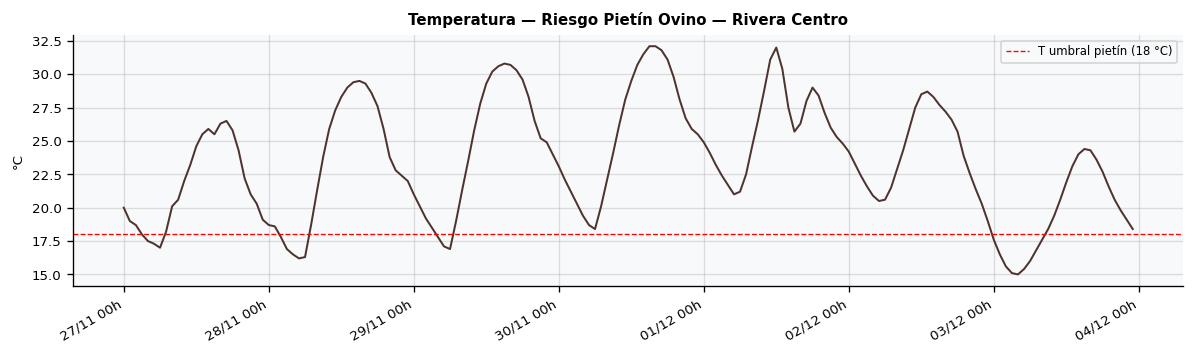 Temperatura — Riesgo Pietín Ovino — Rivera Centro
T umbral pietín (18 °C)
°C
32.5
30.0
27.5
25.0
22.5
20.0
17.5
15.0
27/11 00h
28/11 00h
29/11 00h
30/11 00h
01/12 00h
02/12 00h
03/12 00h
04/12 00h